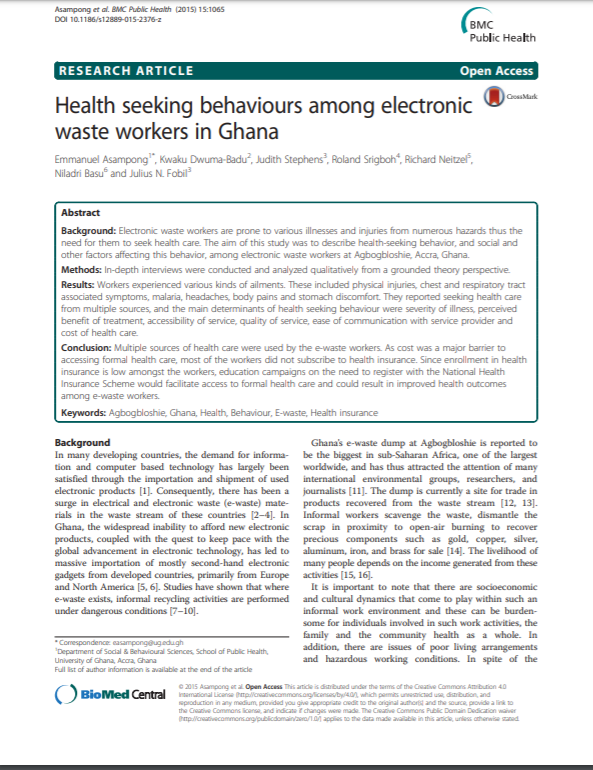 Asampong et al. BMC Public Health (2015) 15:1065
DOI 10.1186/s12889-015-2376-z
BMC
Public Health
RESEARCH ARTICLE
Open Access
CrossMark
Health seeking behaviours among electronic
waste workers in Ghana
Emmanuel Asampong1*, Kwaku Dwuma-Badu2, Judith Stephens3, Roland Srigboh4, Richard Neitzel5,
Niladri Basu6 and Julius N. Fobil3
Abstract
Background: Electronic waste workers are prone to various illnesses and injuries from numerous hazards thus the
need for them to seek health care. The aim of this study was to describe health-seeking behavior, and social and
other factors affecting this behavior, among electronic waste workers at Agbogbloshie, Accra, Ghana.
Methods: In-depth interviews were conducted and analyzed qualitatively from a grounded theory perspective.
Results: Workers experienced various kinds of ailments. These included physical injuries, chest and respiratory tract
associated symptoms, malaria, headaches, body pains and stomach discomfort. They reported seeking health care
from multiple sources, and the main determinants of health seeking behaviour were severity of illness, perceived
benefit of treatment, accessibility of service, quality of service, ease of communication with service provider and
cost of health care.
Conclusion: Multiple sources of health care were used by the e-waste workers. As cost was a major barrier to
accessing formal health care, most of the workers did not subscribe to health insurance. Since enrollment in health
insurance is low amongst the workers, education campaigns on the need to register with the National Health
Insurance Scheme would facilitate access to formal health care and could result in improved health outcomes
among e-waste workers.
Keywords: Agbogbloshie, Ghana, Health, Behaviour, E-waste, Health insurance
Background
In many developing countries, the demand for informa-
tion and computer based technology has largely been
satisfied through the importation and shipment of used
electronic products [1]. Consequently, there has been a
surge in electrical and electronic waste (e-waste) mate-
rials in the waste stream of these countries [2–4]. In
Ghana, the widespread inability to afford new electronic
products, coupled with the quest to keep pace with the
global advancement in electronic technology, has led to
massive importation of mostly second-hand electronic
gadgets from developed countries, primarily from Europe
and North America [5, 6]. Studies have shown that where
e-waste exists, informal recycling activities are performed
under dangerous conditions [7–10].
Ghana's e-waste dump at Agbogbloshie is reported to
be the biggest in sub-Saharan Africa, one of the largest
worldwide, and has thus attracted the attention of many
international environmental groups, researchers, and
journalists [11]. The dump is currently a site for trade in
products recovered from the waste stream [12, 13].
Informal workers scavenge the waste, dismantle the
scrap in proximity to open-air burning to recover
precious components such as gold, copper, silver,
aluminum, iron, and brass for sale [14]. The livelihood of
many people depends on the income generated from these
activities [15, 16].
It is important to note that there are socioeconomic
and cultural dynamics that come to play within such an
informal work environment and these can be burden-
some for individuals involved in such work activities, the
family and the community health as a whole. In
addition, there are issues of poor living arrangements
and hazardous working conditions. In spite of the
* Correspondence: easampong@ug.edu.gh
1Department of Social & Behavioural Sciences, School of Public Health,
University of Ghana, Accra, Ghana
Full list of author information is available at the end of the article
BioMed Central
© 2015 Asampong et al. Open Access This article is distributed under the terms of the Creative Commons Attribution 4.0
International License (http://creativecommons.org/licenses/by/4.0/), which permits unrestricted use, distribution, and
reproduction in any medium, provided you give appropriate credit to the original author(s) and the source, provide a link to
the Creative Commons license, and indicate if changes were made. The Creative Commons Public Domain Dedication waiver
(http://creativecommons.org/publicdomain/zero/1.0/) applies to the data made available in this article, unless otherwise stated.